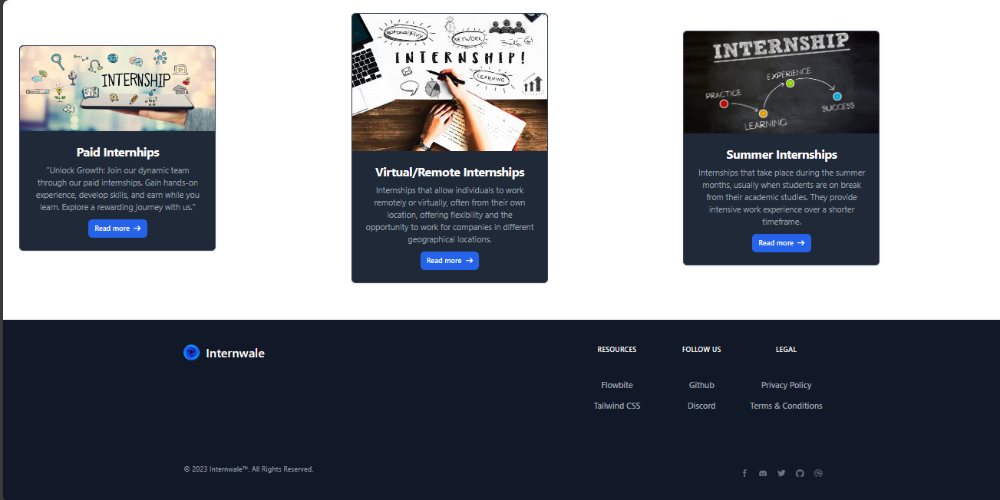 INTERNSHIP
Paid Internhips
"Unlock Growth: Join our dynamic team
through our paid internships. Gain hands-on
experience, develop skills, and earn while you
learn. Explore a rewarding journey with us."
Read more →
RESPONSIBILITY
NETWORK
INTERNSHIP!
LEARNING
Virtual/Remote Internships
Internships that allow individuals to work
remotely or virtually, often from their own
location, offering flexibility and the
opportunity to work for companies in different
geographical locations.
Read more →
INTERNSHIP
EXPERIENCE
PRACTICE
LEARNING
SUCCESS
Summer Internships
Internships that take place during the summer
months, usually when students are on break
from their academic studies. They provide
intensive work experience over a shorter
timeframe.
Read more →
Internwale
RESOURCES
Flowbite
Tailwind CSS
FOLLOW US
Github
Discord
LEGAL
Privacy Policy
Terms & Conditions
© 2023 Internwale™. All Rights Reserved.